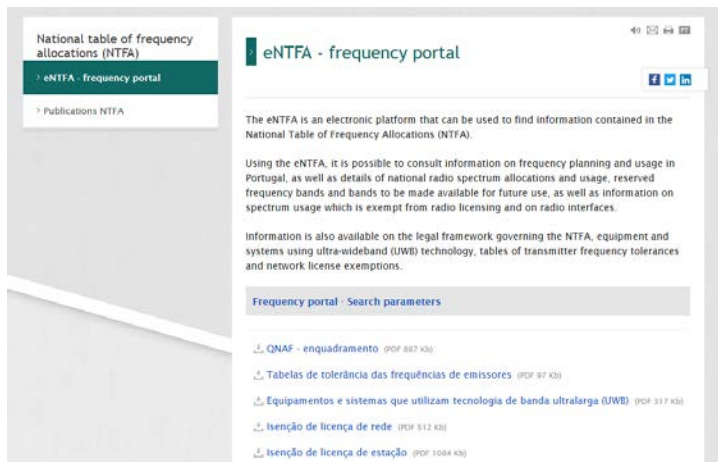 National table of frequency
allocations (NTFA)
› eNTFA - frequency portal
› Publications NTFA
› eNTFA - frequency portal
The eNTFA is an electronic platform that can be used to find information contained in the
National Table of Frequency Allocations (NTFA).
Using the eNTFA, it is possible to consult information on frequency planning and usage in
Portugal, as well as details of national radio spectrum allocations and usage, reserved
frequency bands and bands to be made available for future use, as well as information on
spectrum usage which is exempt from radio licensing and on radio interfaces.
Information is also available on the legal framework governing the NTFA, equipment and
systems using ultra-wideband (UWB) technology, tables of transmitter frequency tolerances
and network license exemptions.
Frequency portal - Search parameters
QNAF - enquadramento (PDF 887 Kb)
Tabelas de tolerância das frequências de emissores (PDF 97 Kb)
Equipamentos e sistemas que utilizam tecnologia de banda ultralarga (UWB) (PDF 317 Kb)
Isenção de licença de rede (PDF 512 Kb)
Isenção de licença de estação (PDF 1084 Kb)